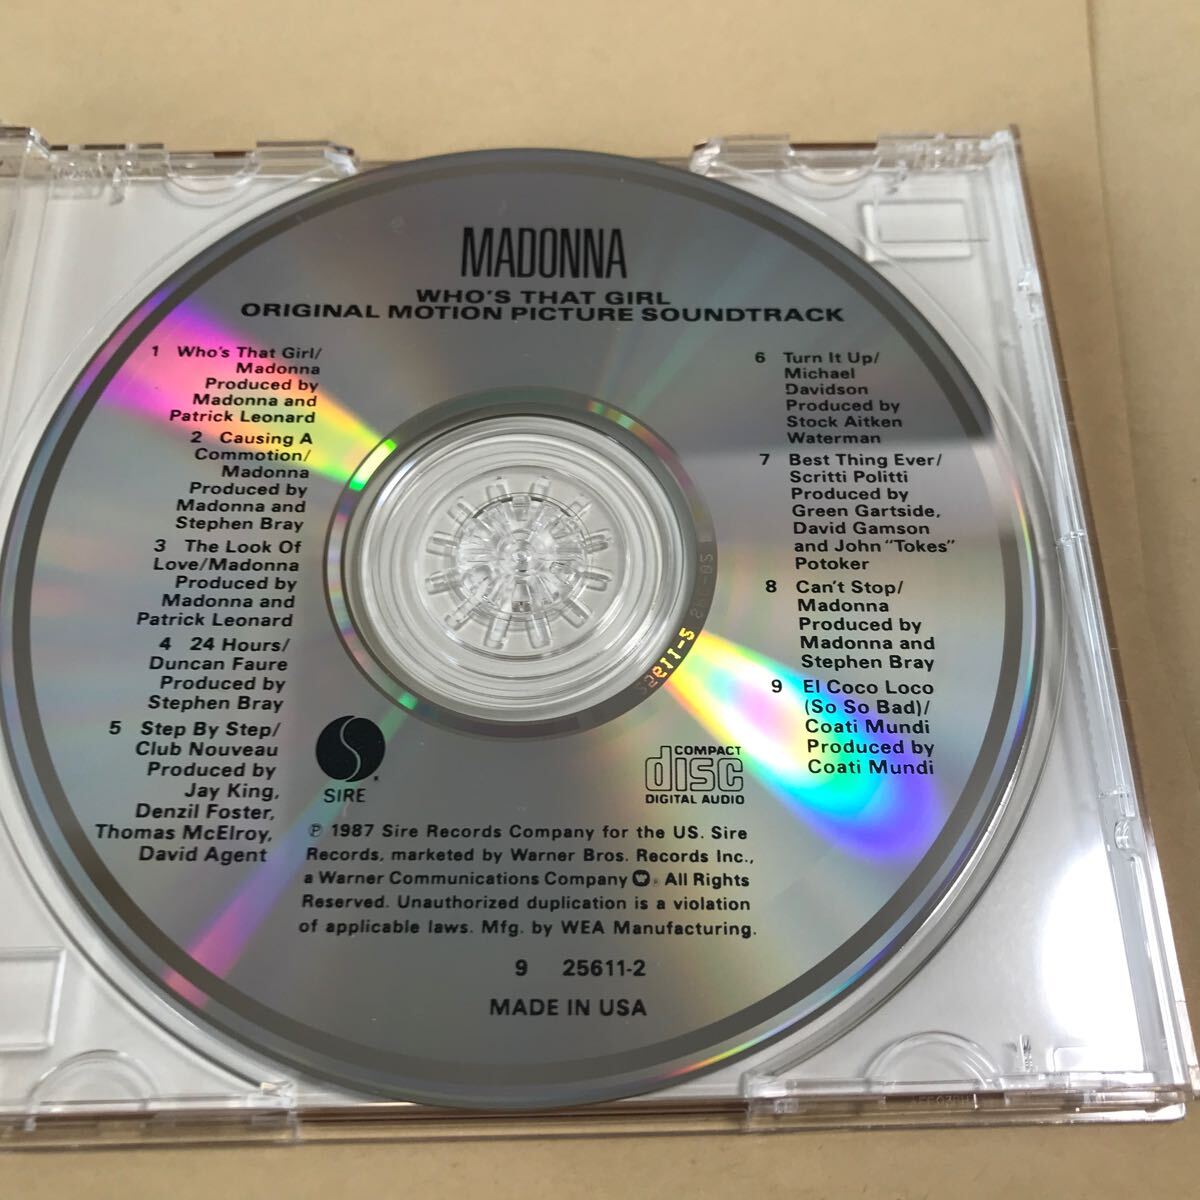 MADONNA
WHO'S THAT GIRL
ORIGINAL MOTION PICTURE SOUNDTRACK
1 Who's That Girl/
Madonna
Produced by
Madonna and
Patrick Leonard
2 Causing A
Commotion/
Madonna
Produced by
Madonna and
Stephen Bray
3 The Look Of
Love/Madonna
Produced by
Madonna and
Patrick Leonard
4 24 Hours/
Duncan Faure
Produced by
Stephen Bray
5 Step By Step/
Club Nouveau
Produced by
Jay King,
Denzil Foster,
Thomas McElroy,
David Agent
6 Turn It Up/
Michael
Davidson
Produced by
Stock Aitken
Waterman
7 Best Thing Ever/
Scritti Politti
Produced by
Green Gartside,
David Gamson
and John "Tokes"
Potoker
8 Can't Stop/
Madonna
Produced by
Madonna and
Stephen Bray
9 El Coco Loco
(So So Bad)/
Coati Mundi
Produced by
Coati Mundi
SIRE
COMPACT
disc
DIGITAL AUDIO
℗ 1987 Sire Records Company for the US. Sire
Records, marketed by Warner Bros. Records Inc.,
a Warner Communications Company ® All Rights
Reserved. Unauthorized duplication is a violation
of applicable laws. Mfg. by WEA Manufacturing.
9 25611-2
MADE IN USA